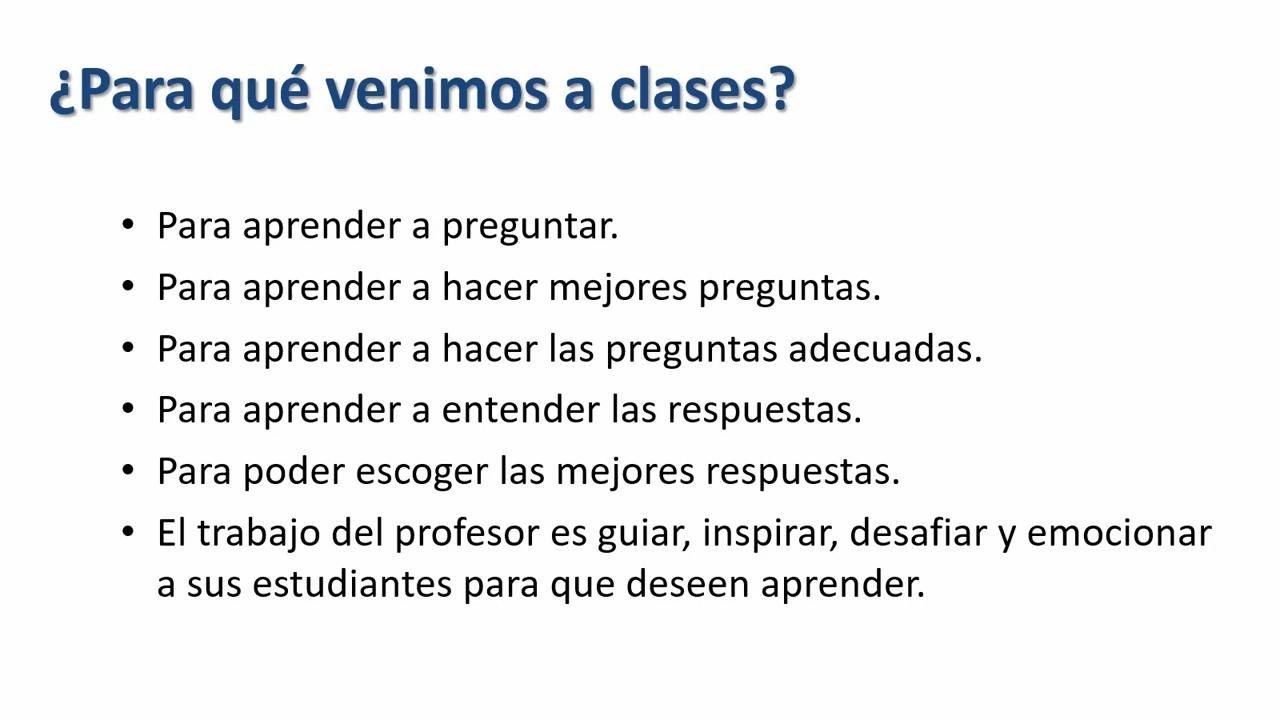 ¿Para qué venimos a clases?
• Para aprender a preguntar.
• Para aprender a hacer mejores preguntas.
• Para aprender a hacer las preguntas adecuadas.
• Para aprender a entender las respuestas.
• Para poder escoger las mejores respuestas.
• El trabajo del profesor es guiar, inspirar, desafiar y emocionar
a sus estudiantes para que deseen aprender.